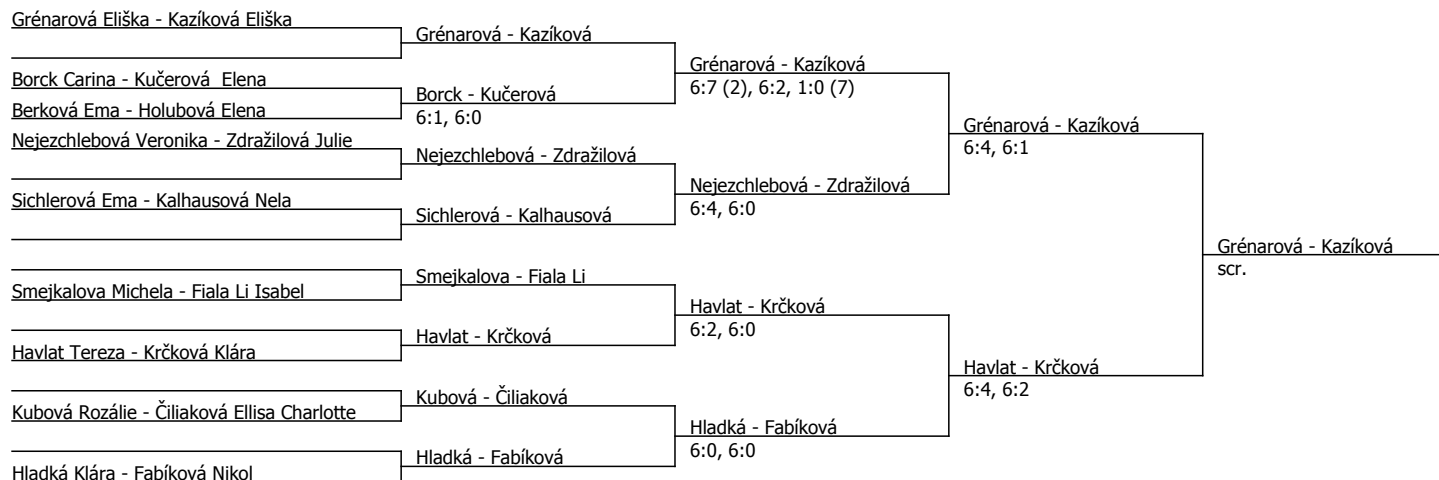 Grénarová Eliška - Kazíková Eliška
Borck Carina - Kučerová  Elena
Berková Ema - Holubová Elena
Nejezchlebová Veronika - Zdražilová Julie
Sichlerová Ema - Kalhausová Nela
Smejkalova Michela - Fiala Li Isabel
Havlat Tereza - Krčková Klára
Kubová Rozálie - Čiliaková Ellisa Charlotte
Hladká Klára - Fabíková Nikol
Grénarová - Kazíková
Borck - Kučerová
6:1, 6:0
Nejezchlebová - Zdražilová
Sichlerová - Kalhausová
Smejkalova - Fiala Li
Havlat - Krčková
Kubová - Čiliaková
Hladká - Fabíková
Grénarová - Kazíková
6:7 (2), 6:2, 1:0 (7)
Nejezchlebová - Zdražilová
6:4, 6:0
Havlat - Krčková
6:2, 6:0
Hladká - Fabíková
6:0, 6:0
Grénarová - Kazíková
6:4, 6:1
Havlat - Krčková
6:4, 6:2
Grénarová - Kazíková
scr.